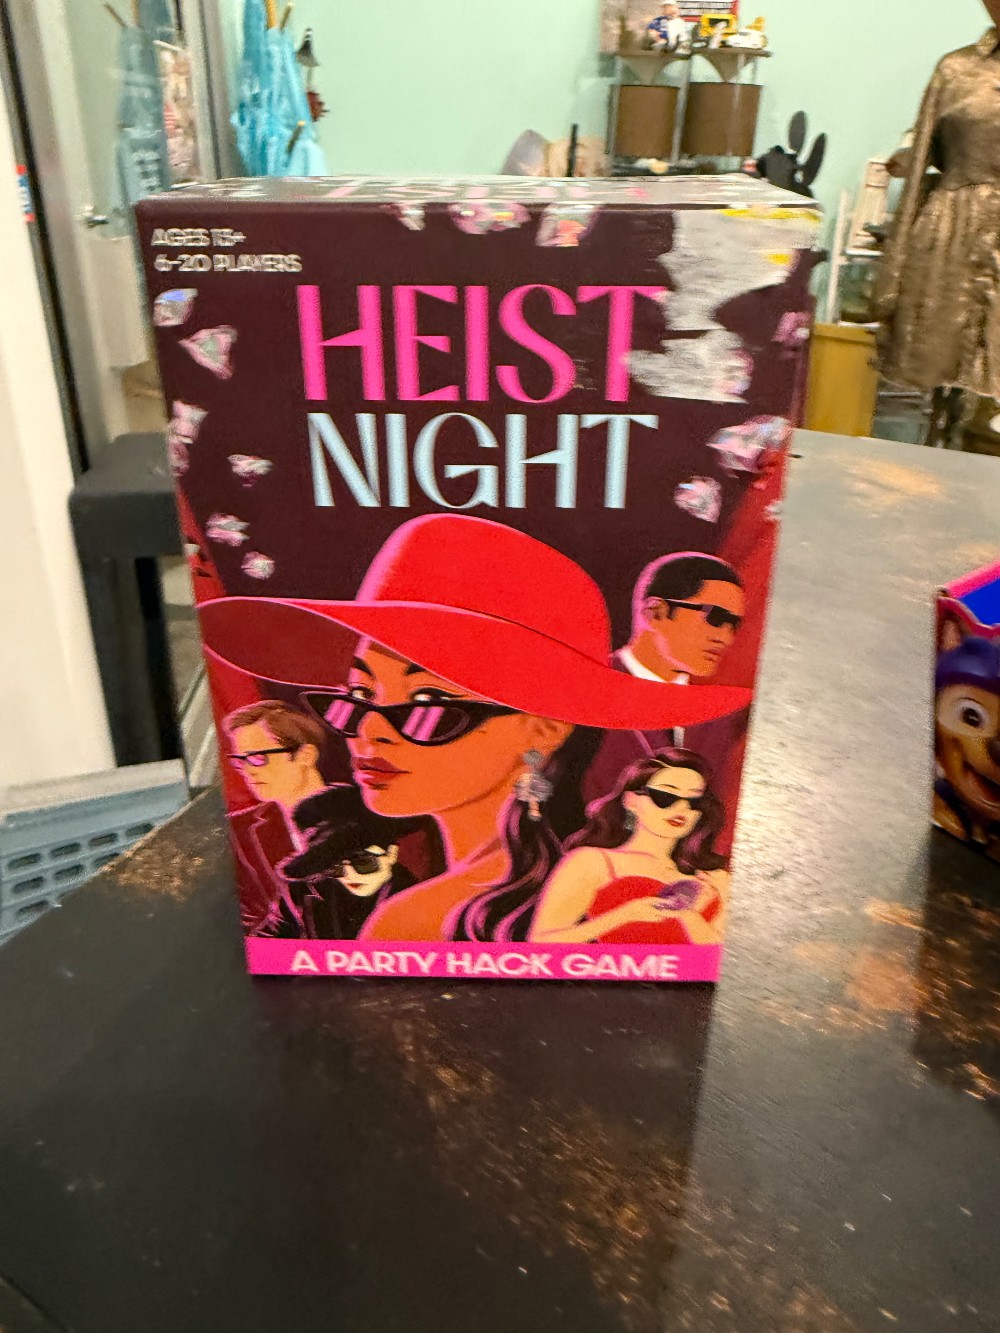 AGES 15+
6-20 PLAYERS
HEIST
NIGHT
A PARTY HACK GAME